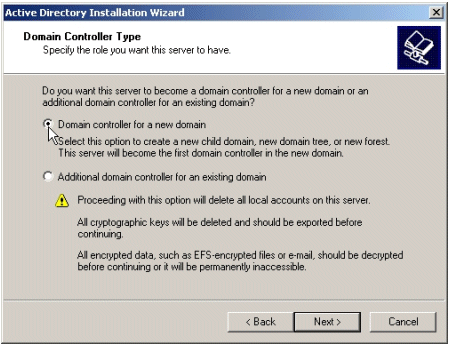 Active Directory Installation Wizard
Domain Controller Type
Specify the role you want this server to have.
Do you want this server to become a domain controller for a new domain or an
additional domain controller for an existing domain?
Domain controller for a new domain
Select this option to create a new child domain, new domain tree, or new forest.
This server will become the first domain controller in the new domain.
Additional domain controller for an existing domain
Proceeding with this option will delete all local accounts on this server.
All cryptographic keys will be deleted and should be exported before
continuing.
All encrypted data, such as EFS-encrypted files or e-mail, should be decrypted
before continuing or it will be permanently inaccessible.
< Back
Next >
Cancel